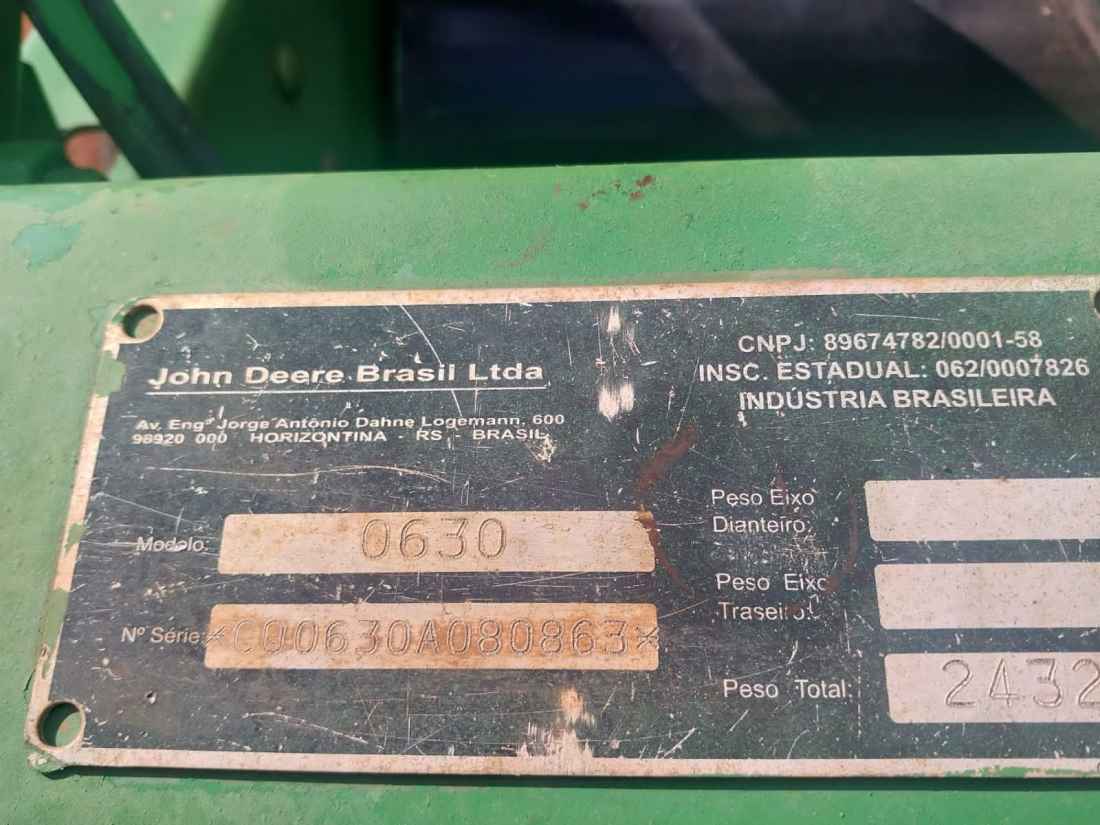 John Deere Brasil Ltda
Av. Engº Jorge Antônio Dahne Logemann, 600
98920 000 HORIZONTINA - RS - BRASIL
CNPJ: 89674782/0001-58
INSC. ESTADUAL: 062/0007826
INDÚSTRIA BRASILEIRA
Modelo: 0630
Nº Série: *CQ0630A080863*
Peso Eixo
Dianteiro:
Peso Eixo
Traseiro:
Peso Total: 2432